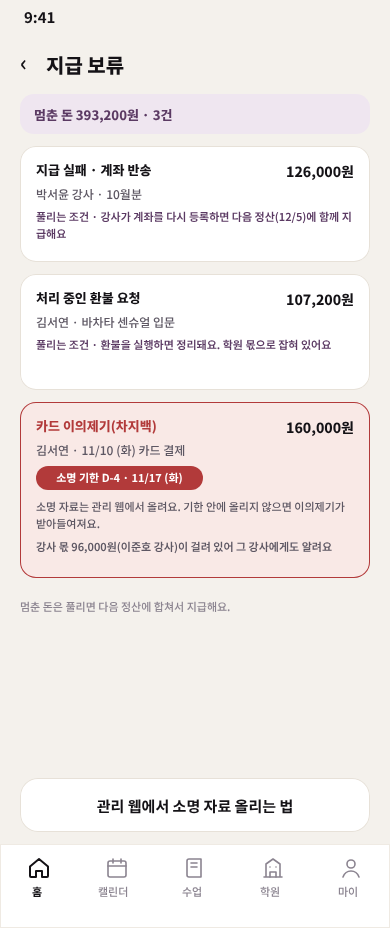 9:41
‹ 지급 보류
멈춘 돈 393,200원 · 3건
지급 실패 · 계좌 반송 126,000원
박서윤 강사 · 10월분
풀리는 조건 · 강사가 계좌를 다시 등록하면 다음 정산(12/5)에 함께 지
급해요
처리 중인 환불 요청 107,200원
김서연 · 바차타 센슈얼 입문
풀리는 조건 · 환불을 실행하면 정리돼요. 학원 몫으로 잡혀 있어요
카드 이의제기(차지백) 160,000원
김서연 · 11/10 (화) 카드 결제
소명 기한 D-4 · 11/17 (화)
소명 자료는 관리 웹에서 올려요. 기한 안에 올리지 않으면 이의제기가
받아들여져요.
강사 몫 96,000원(이준호 강사)이 걸려 있어 그 강사에게도 알려요
멈춘 돈은 풀리면 다음 정산에 합쳐서 지급해요.
관리 웹에서 소명 자료 올리는 법
홈 캘린더 수업 학원 마이